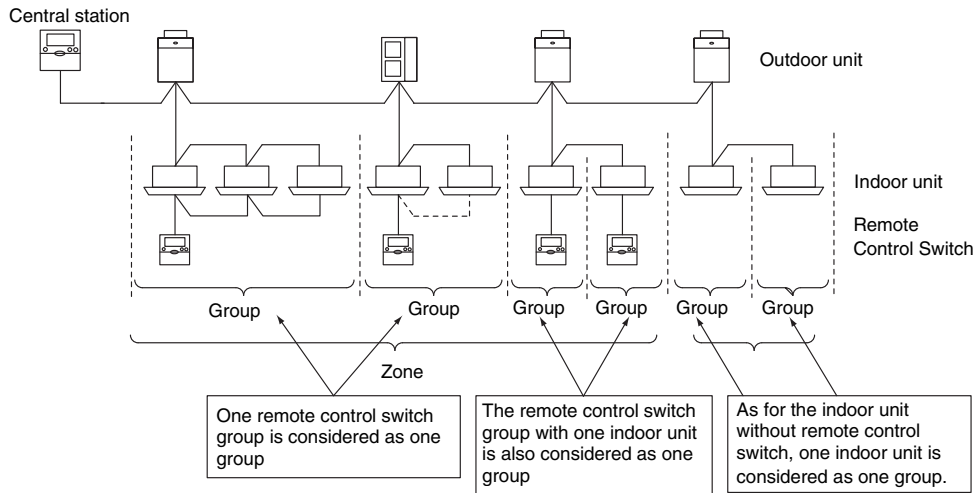 Central station
Outdoor unit
Indoor unit
Remote
Control Switch
Group
Group
Group
Group
Group
Group
Zone
One remote control switch
group is considered as one
group
The remote control switch
group with one indoor unit
is also considered as one
group
As for the indoor unit
without remote control
switch, one indoor unit is
considered as one group.